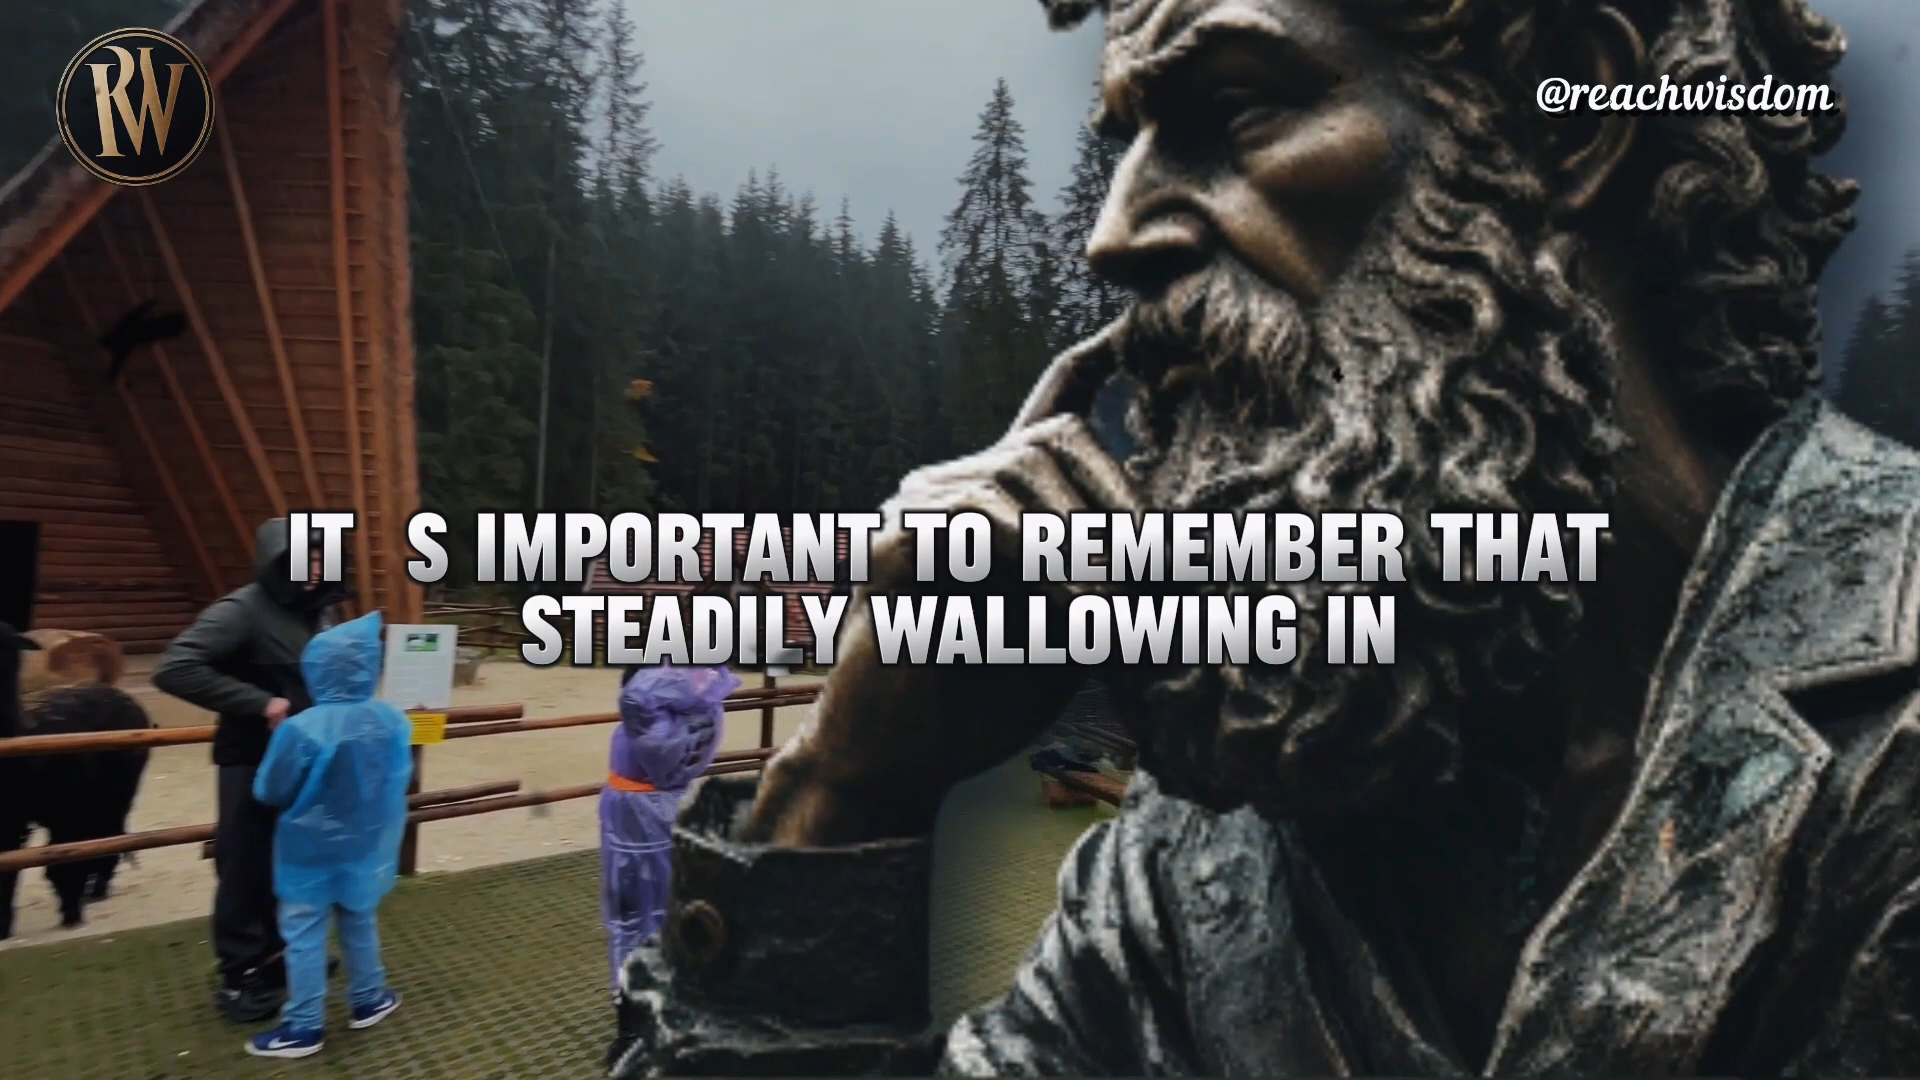 RW
@reachwisdom
IT S IMPORTANT TO REMEMBER THAT
STEADILY WALLOWING IN